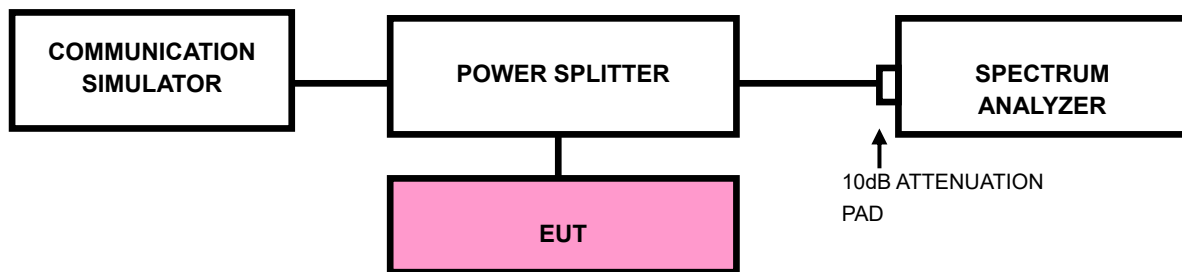 COMMUNICATION
SIMULATOR
POWER SPLITTER
SPECTRUM
ANALYZER
10dB ATTENUATION
PAD
EUT